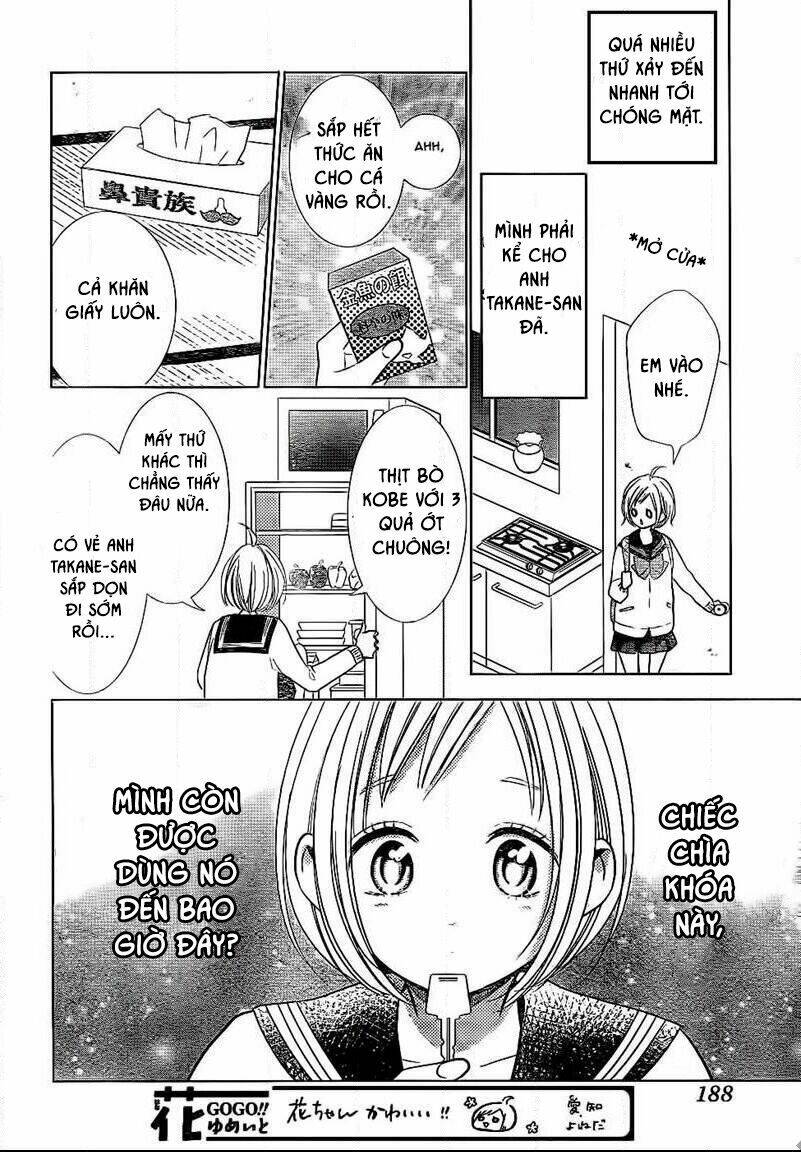 QUÁ NHIỀU
THỨ XẢY ĐẾN
NHANH TỚI
CHÓNG MẶT.
MÌNH PHẢI
KỂ CHO
ANH
TAKANE-SAN
ĐÃ.
*MỞ CỬA*
EM VÀO
NHÉ.
AHH,
SẮP HẾT
THỨC ĂN
CHO CÁ
VÀNG RỒI.
金魚の餌
鼻貴族
CẢ KHĂN
GIẤY LUÔN.
THỊT BÒ
KOBE VỚI 3
QUẢ ỚT
CHUÔNG!
MẤY THỨ
KHÁC THÌ
CHẲNG THẤY
ĐÂU NỮA.
CÓ VẺ ANH
TAKANE-SAN
SẮP DỌN
ĐI SỚM
RỒI...
CHIẾC
CHÌA
KHÓA
NÀY,
MÌNH CÒN
ĐƯỢC
DÙNG NÓ
ĐẾN BAO
GIỜ ĐÂY?
188
花
GOGO!!
ゆめいと
花ちゃん かわいい!!
愛知
よねだ